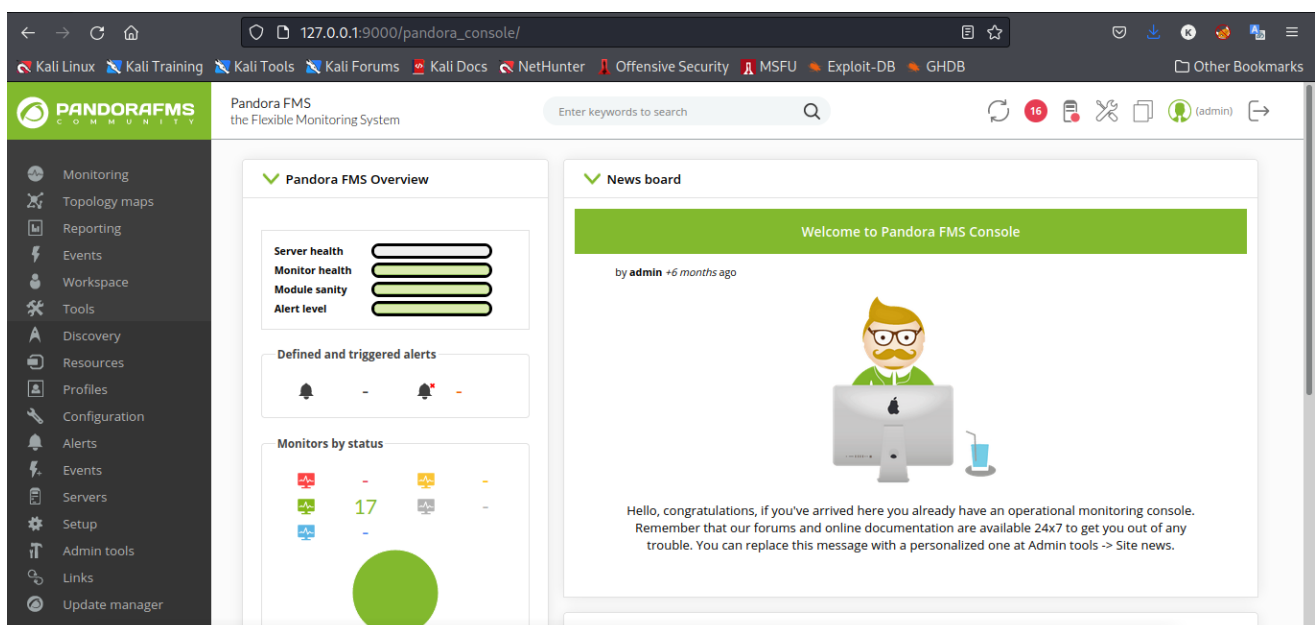 127.0.0.1:9000/pandora_console/
Kali Linux Kali Training Kali Tools Kali Forums Kali Docs NetHunter Offensive Security MSFU Exploit-DB GHDB Other Bookmarks
PANDORAFMS
COMMUNITY
Pandora FMS
the Flexible Monitoring System
Enter keywords to search
16
(admin)
Monitoring
Topology maps
Reporting
Events
Workspace
Tools
Discovery
Resources
Profiles
Configuration
Alerts
Events
Servers
Setup
Admin tools
Links
Update manager
Pandora FMS Overview
Server health
Monitor health
Module sanity
Alert level
Defined and triggered alerts
- -
Monitors by status
- -
17 -
-
News board
Welcome to Pandora FMS Console
by admin +6 months ago
Hello, congratulations, if you've arrived here you already have an operational monitoring console.
Remember that our forums and online documentation are available 24x7 to get you out of any
trouble. You can replace this message with a personalized one at Admin tools -> Site news.